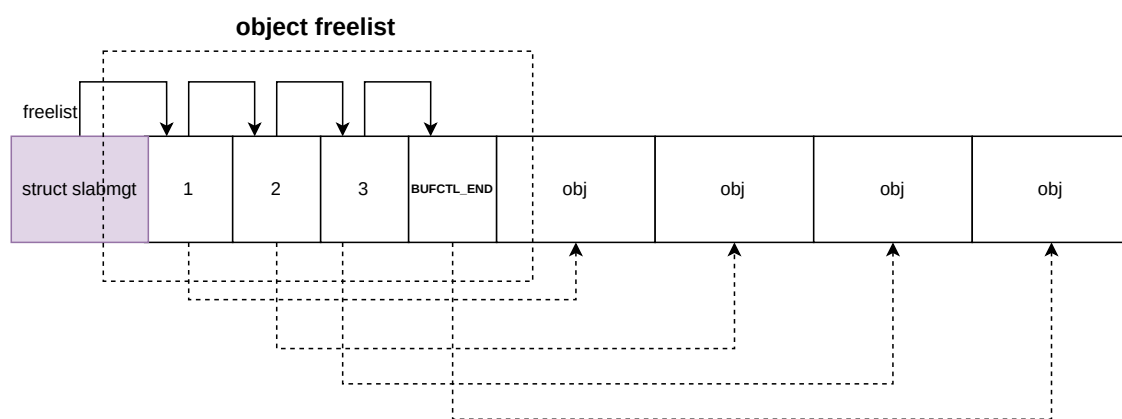 object freelist
freelist
struct slabmgt
1
2
3
BUFCTL_END
obj
obj
obj
obj